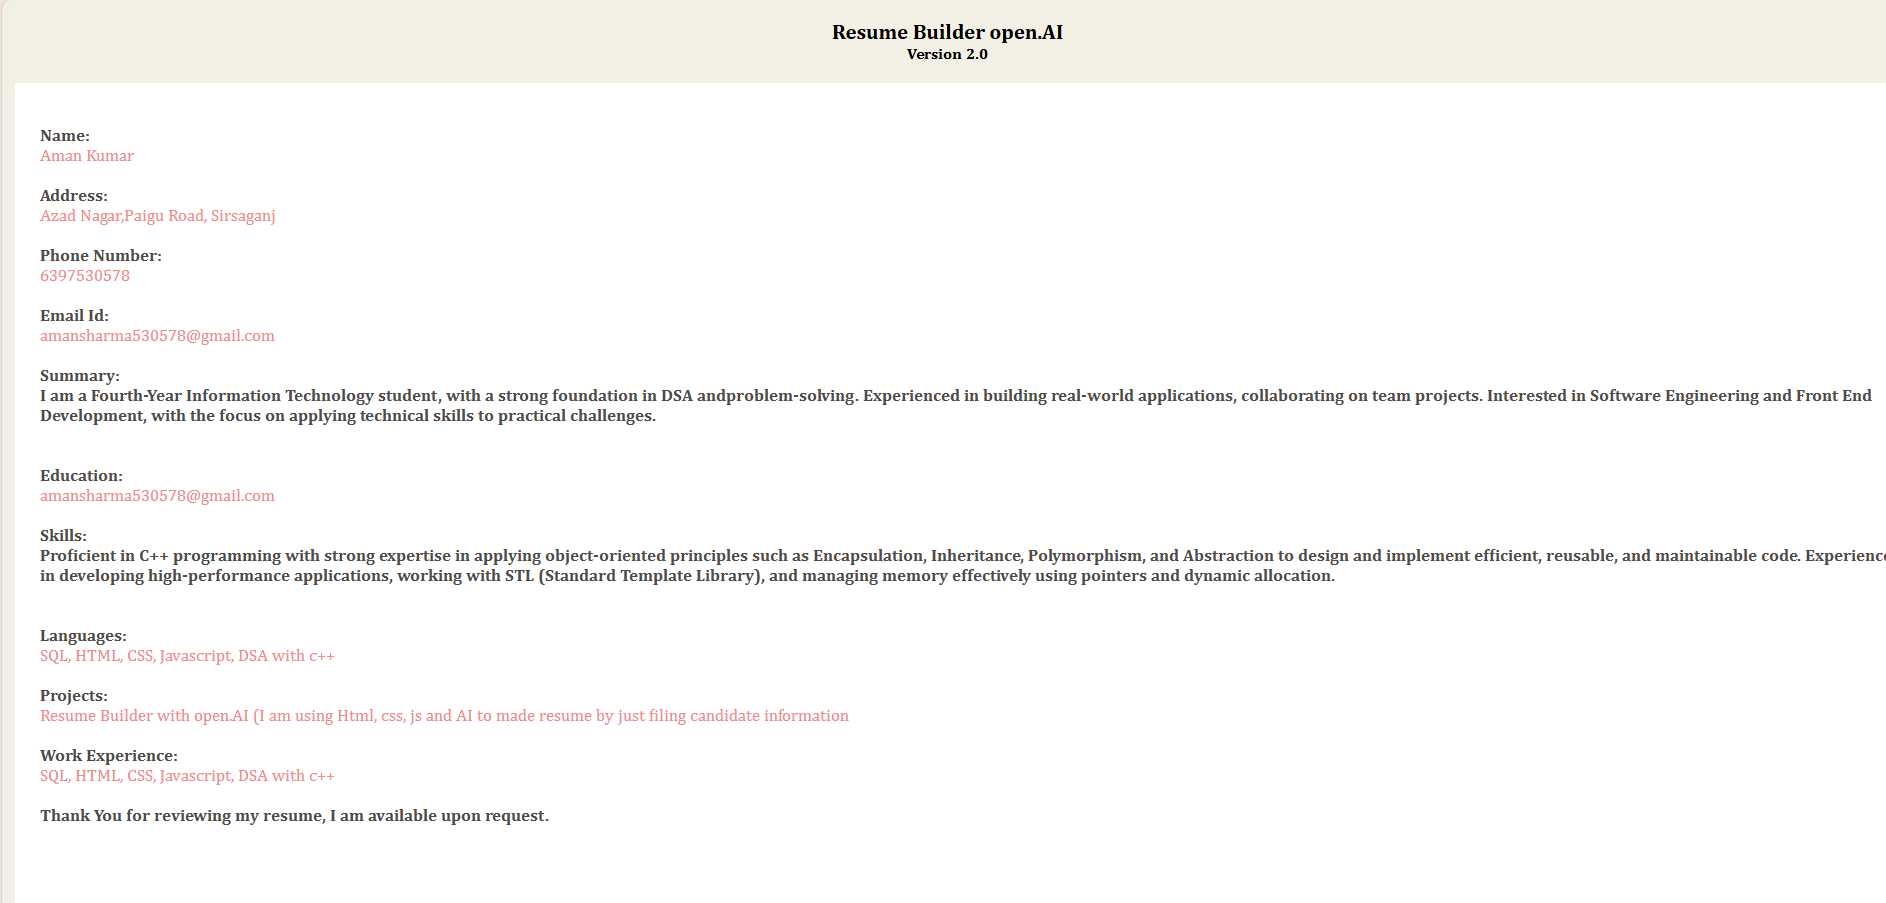 Resume Builder open.AI
Version 2.0
Name:
Aman Kumar
Address:
Azad Nagar,Paigu Road, Sirsaganj
Phone Number:
6397530578
Email Id:
amansharma530578@gmail.com
Summary:
I am a Fourth-Year Information Technology student, with a strong foundation in DSA andproblem-solving. Experienced in building real-world applications, collaborating on team projects. Interested in Software Engineering and Front End
Development, with the focus on applying technical skills to practical challenges.
Education:
amansharma530578@gmail.com
Skills:
Proficient in C++ programming with strong expertise in applying object-oriented principles such as Encapsulation, Inheritance, Polymorphism, and Abstraction to design and implement efficient, reusable, and maintainable code. Experienc
in developing high-performance applications, working with STL (Standard Template Library), and managing memory effectively using pointers and dynamic allocation.
Languages:
SQL, HTML, CSS, Javascript, DSA with c++
Projects:
Resume Builder with open.AI (I am using Html, css, js and AI to made resume by just filing candidate information
Work Experience:
SQL, HTML, CSS, Javascript, DSA with c++
Thank You for reviewing my resume, I am available upon request.